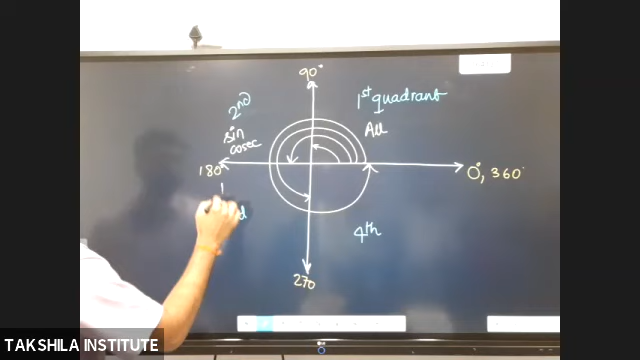 90°
2nd
1st quadrant
sin
cosec
All
180°
0°, 360°
4th
270
TAKSHILA INSTITUTE